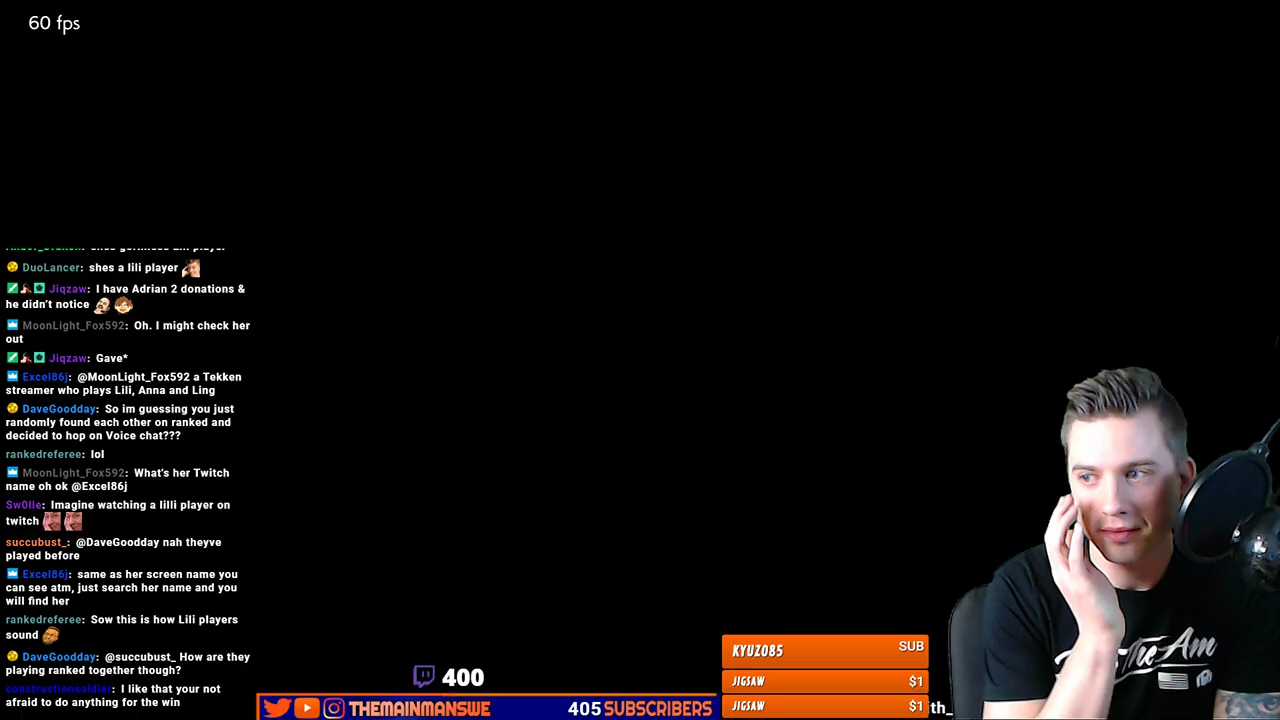 60 fps
DuoLancer: shes a lili player
Jiqzaw: I have Adrian 2 donations &
he didn't notice
MoonLight_Fox592: Oh. I might check her
out
Jiqzaw: Gave*
Excel86j: @MoonLight_Fox592 a Tekken
streamer who plays Lili, Anna and Ling
DaveGoodday: So im guessing you just
randomly found each other on ranked and
decided to hop on Voice chat???
rankedreferee: lol
MoonLight_Fox592: What's her Twitch
name oh ok @Excel86j
Sw0lle: Imagine watching a lilli player on
twitch
succubust_: @DaveGoodday nah theyve
played before
Excel86j: same as her screen name you
can see atm, just search her name and you
will find her
rankedreferee: Sow this is how Lili players
sound
DaveGoodday: @succubust_ How are they
playing ranked together though?
constructionsoldier: I like that your not
afraid to do anything for the win
400
THEMAINMANSWE
405 SUBSCRIBERS
KYUZ085 SUB
JIGSAW $1
JIGSAW $1
ith_
the Am